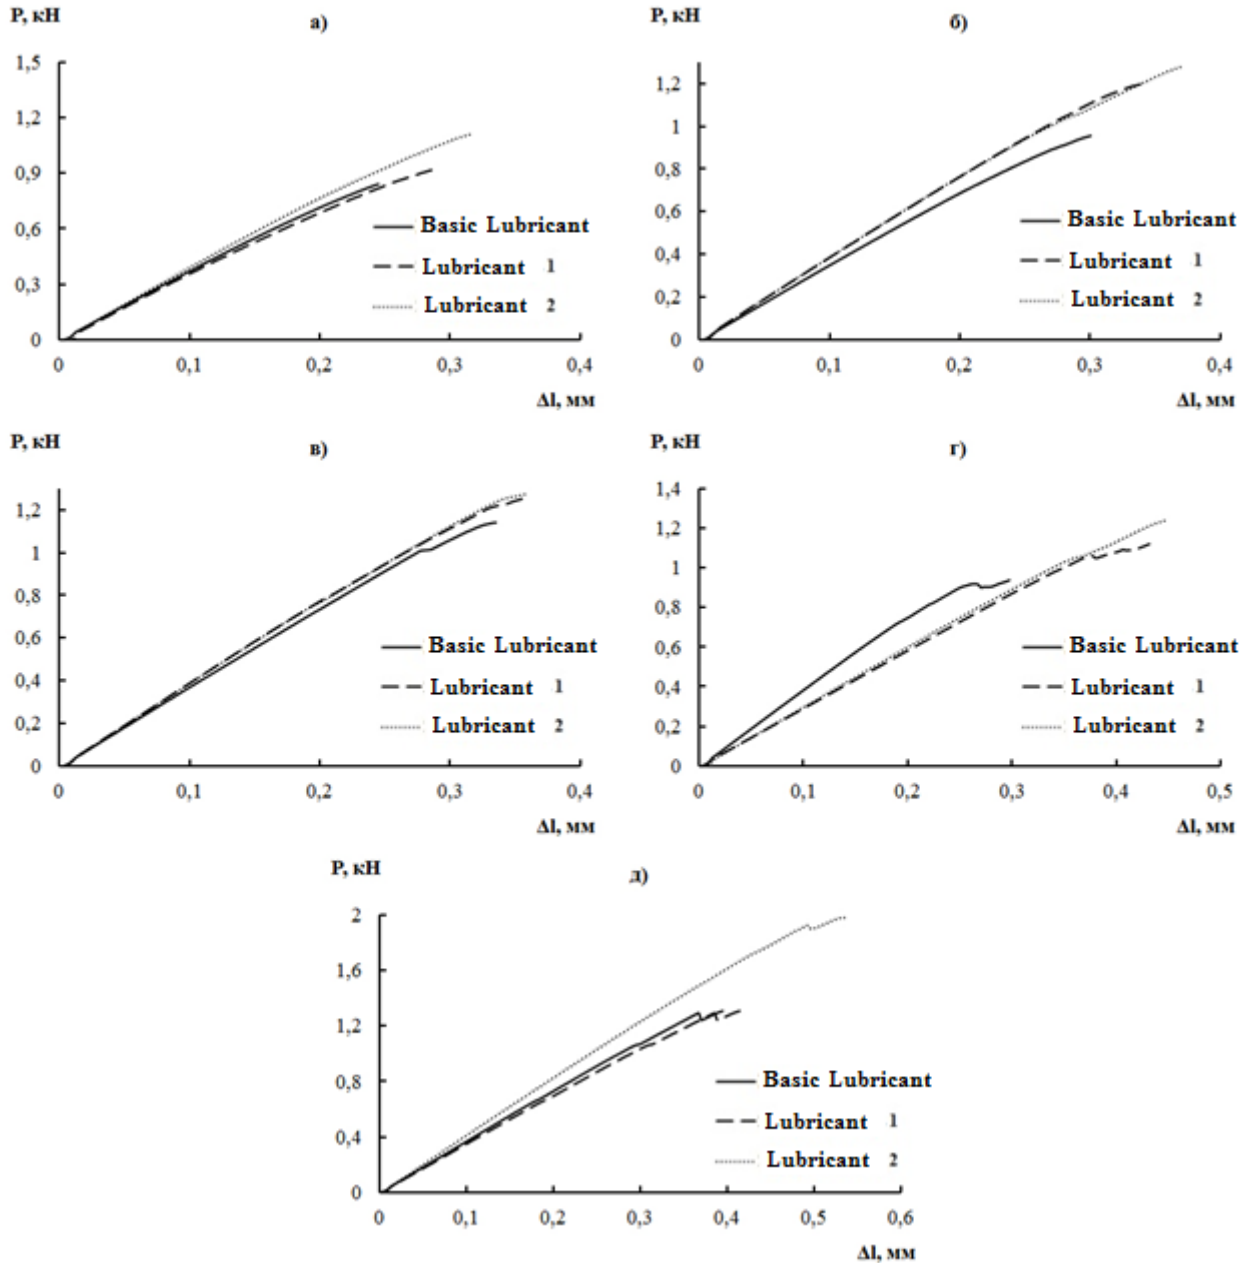 P, кН
а)
1,5
1,2
0,9
0,6
0,3
0
0 0,1 0,2 0,3 0,4
Δl, мм
Basic Lubricant
Lubricant 1
Lubricant 2
P, кН
б)
1,2
1
0,8
0,6
0,4
0,2
0
0 0,1 0,2 0,3 0,4
Δl, мм
Basic Lubricant
Lubricant 1
Lubricant 2
P, кН
в)
1,2
1
0,8
0,6
0,4
0,2
0
0 0,1 0,2 0,3 0,4
Δl, мм
Basic Lubricant
Lubricant 1
Lubricant 2
P, кН
г)
1,4
1,2
1
0,8
0,6
0,4
0,2
0
0 0,1 0,2 0,3 0,4 0,5
Δl, мм
Basic Lubricant
Lubricant 1
Lubricant 2
P, кН
д)
2
1,6
1,2
0,8
0,4
0
0 0,1 0,2 0,3 0,4 0,5 0,6
Δl, мм
Basic Lubricant
Lubricant 1
Lubricant 2